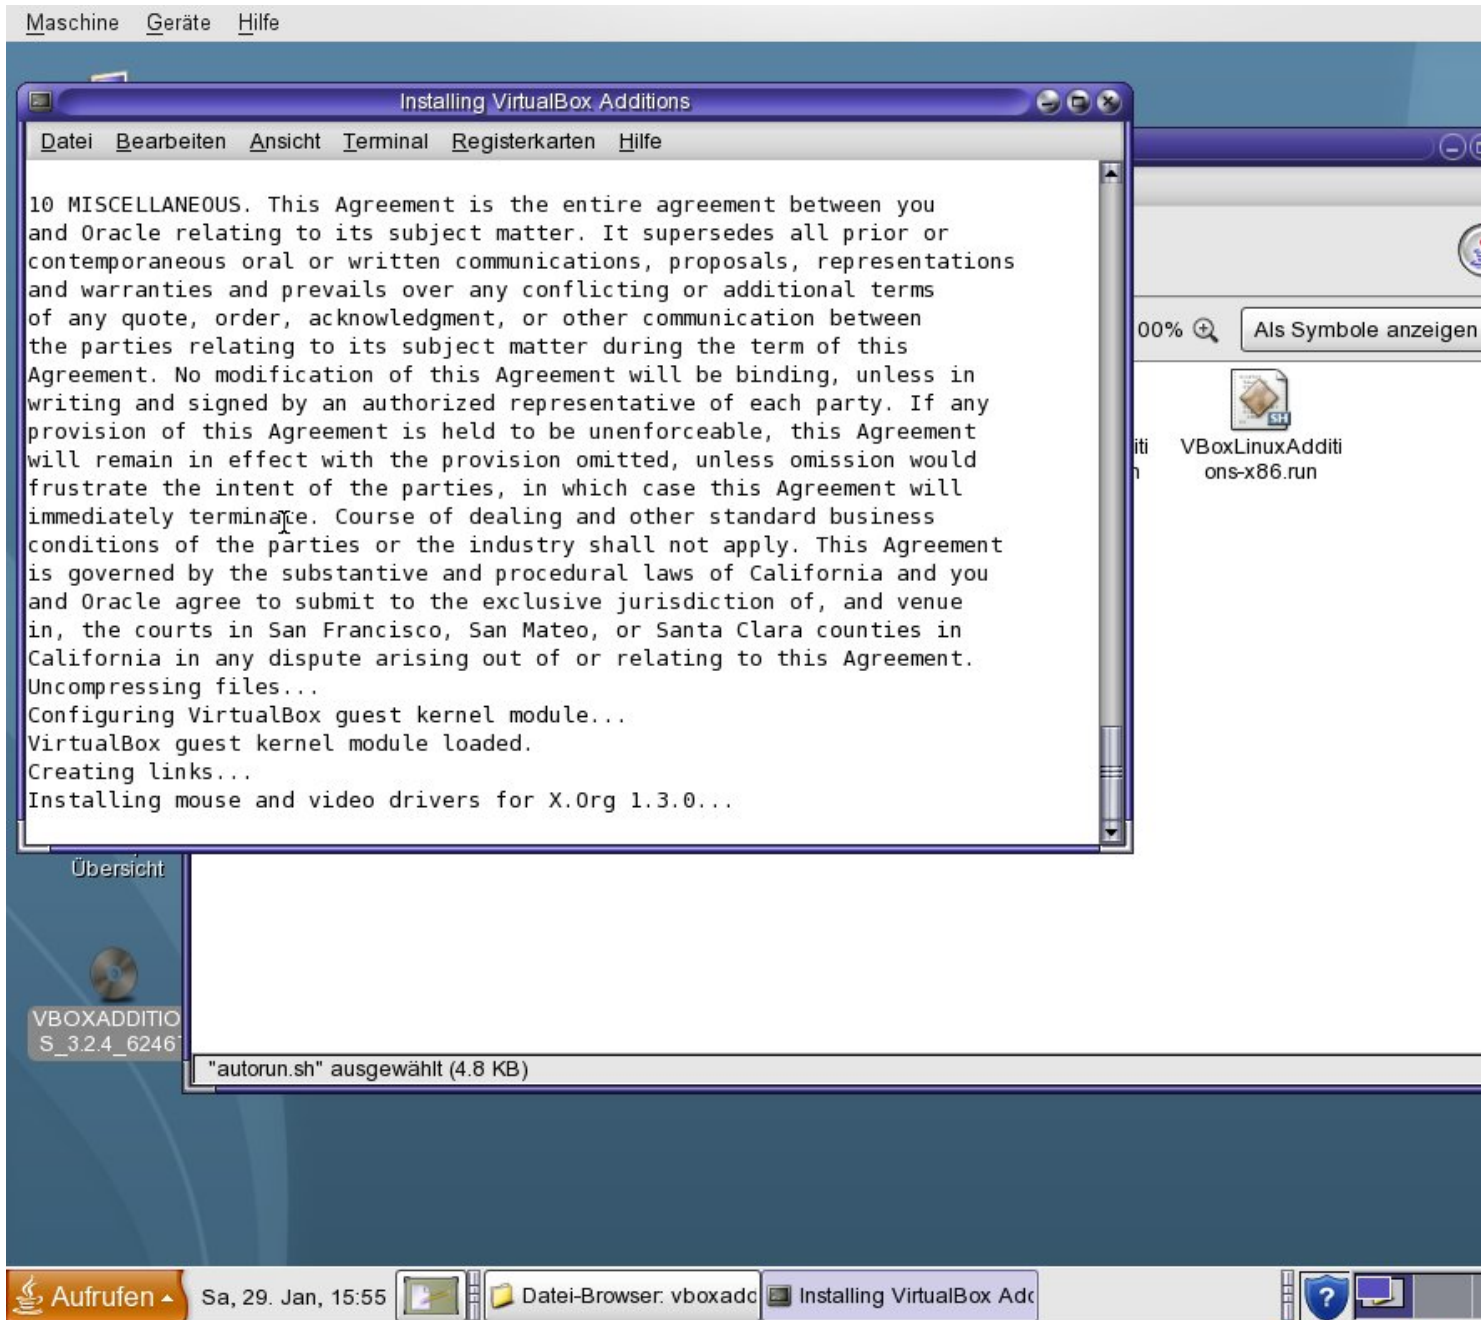 Maschine Geräte Hilfe
Installing VirtualBox Additions
Datei Bearbeiten Ansicht Terminal Registerkarten Hilfe
10 MISCELLANEOUS. This Agreement is the entire agreement between you
and Oracle relating to its subject matter. It supersedes all prior or
contemporaneous oral or written communications, proposals, representations
and warranties and prevails over any conflicting or additional terms
of any quote, order, acknowledgment, or other communication between
the parties relating to its subject matter during the term of this
Agreement. No modification of this Agreement will be binding, unless in
writing and signed by an authorized representative of each party. If any
provision of this Agreement is held to be unenforceable, this Agreement
will remain in effect with the provision omitted, unless omission would
frustrate the intent of the parties, in which case this Agreement will
immediately terminate. Course of dealing and other standard business
conditions of the parties or the industry shall not apply. This Agreement
is governed by the substantive and procedural laws of California and you
and Oracle agree to submit to the exclusive jurisdiction of, and venue
in, the courts in San Francisco, San Mateo, or Santa Clara counties in
California in any dispute arising out of or relating to this Agreement.
Uncompressing files...
Configuring VirtualBox guest kernel module...
VirtualBox guest kernel module loaded.
Creating links...
Installing mouse and video drivers for X.Org 1.3.0...
00% Als Symbole anzeigen
SH
iti VBoxLinuxAdditi
n ons-x86.run
Übersicht
VBOXADDITIO
S_3.2.4_6246
"autorun.sh" ausgewählt (4.8 KB)
Aufrufen Sa, 29. Jan, 15:55 Datei-Browser: vboxadd Installing VirtualBox Add ?